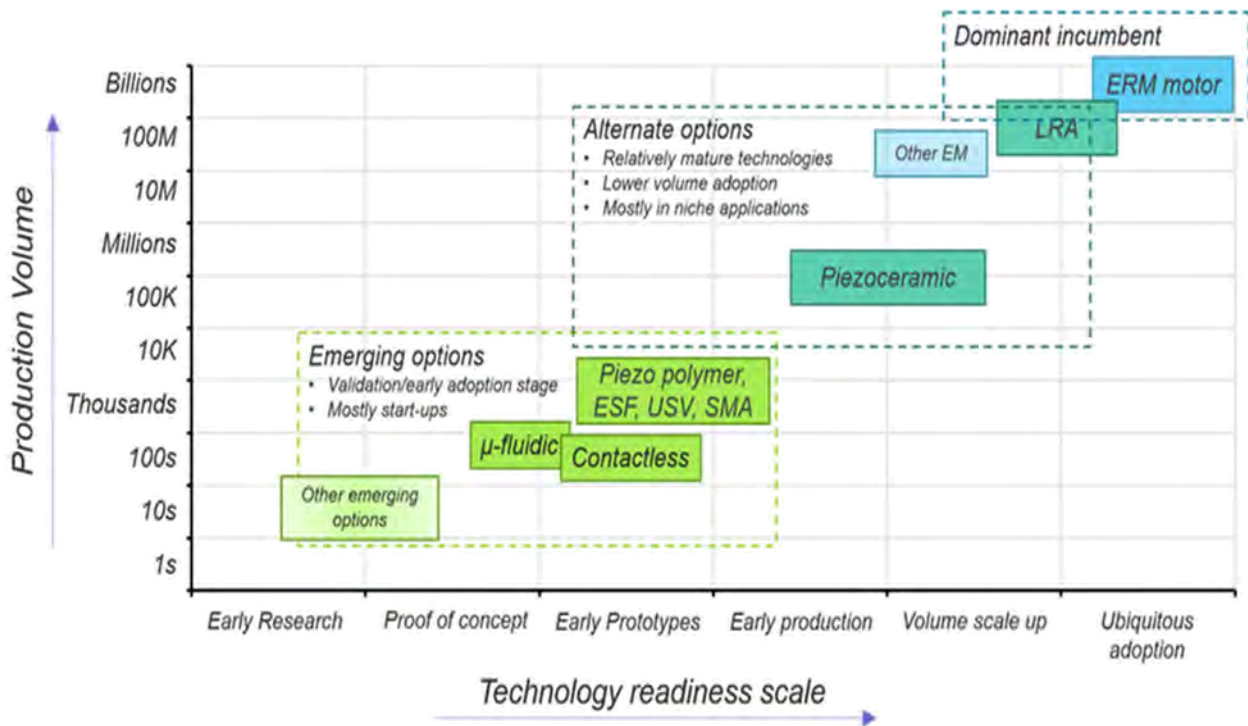 Dominant incumbent
ERM motor
LRA
Alternate options
• Relatively mature technologies
• Lower volume adoption
• Mostly in niche applications
Other EM
Piezoceramic
Emerging options
• Validation/early adoption stage
• Mostly start-ups
Piezo polymer,
ESF, USV, SMA
μ-fluidic
Contactless
Other emerging
options
Production Volume
Billions
100M
10M
Millions
100K
10K
Thousands
100s
10s
1s
Early Research
Proof of concept
Early Prototypes
Early production
Volume scale up
Ubiquitous
adoption
Technology readiness scale